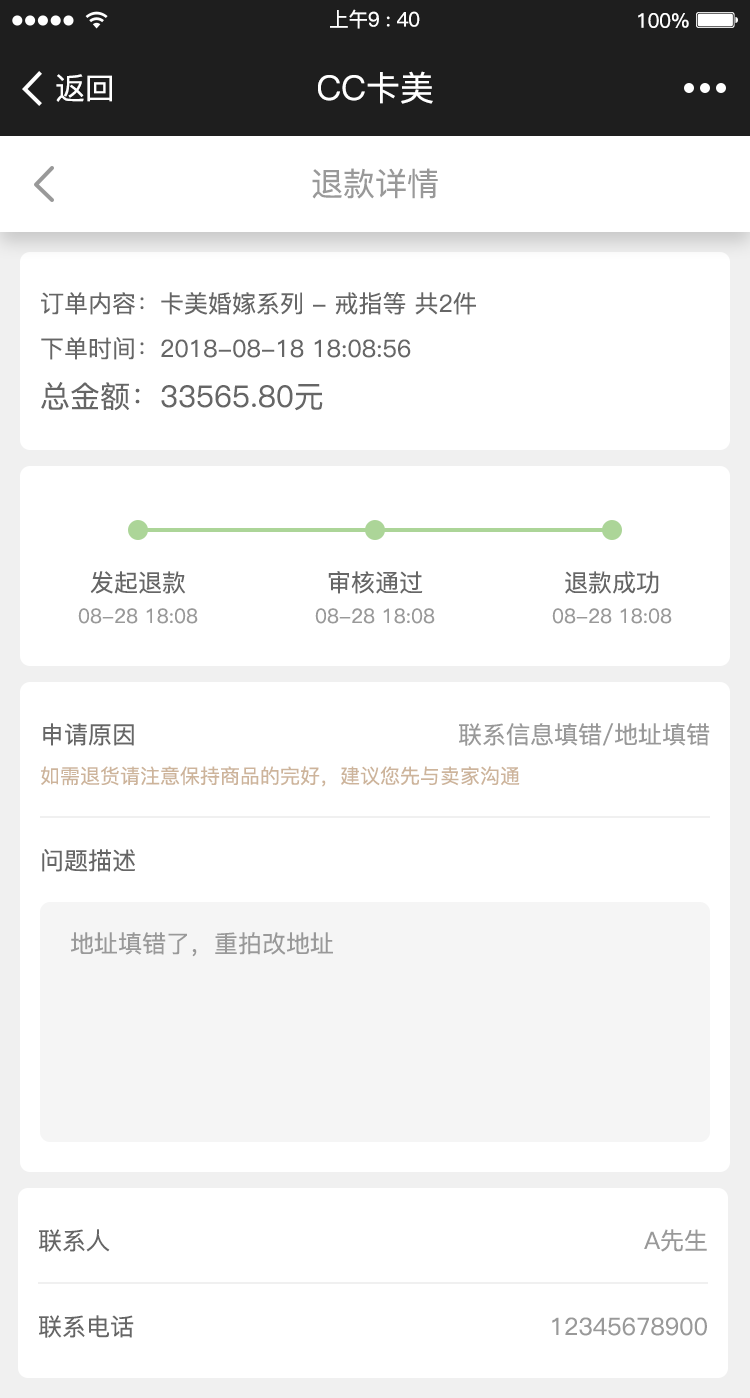 上午9 : 40
100%
返回
CC卡美
退款详情
订单内容：卡美婚嫁系列 – 戒指等 共2件
下单时间：2018–08–18 18:08:56
总金额：33565.80元
发起退款
审核通过
退款成功
08–28 18:08
08–28 18:08
08–28 18:08
申请原因
联系信息填错/地址填错
如需退货请注意保持商品的完好，建议您先与卖家沟通
问题描述
地址填错了，重拍改地址
联系人
A先生
联系电话
12345678900